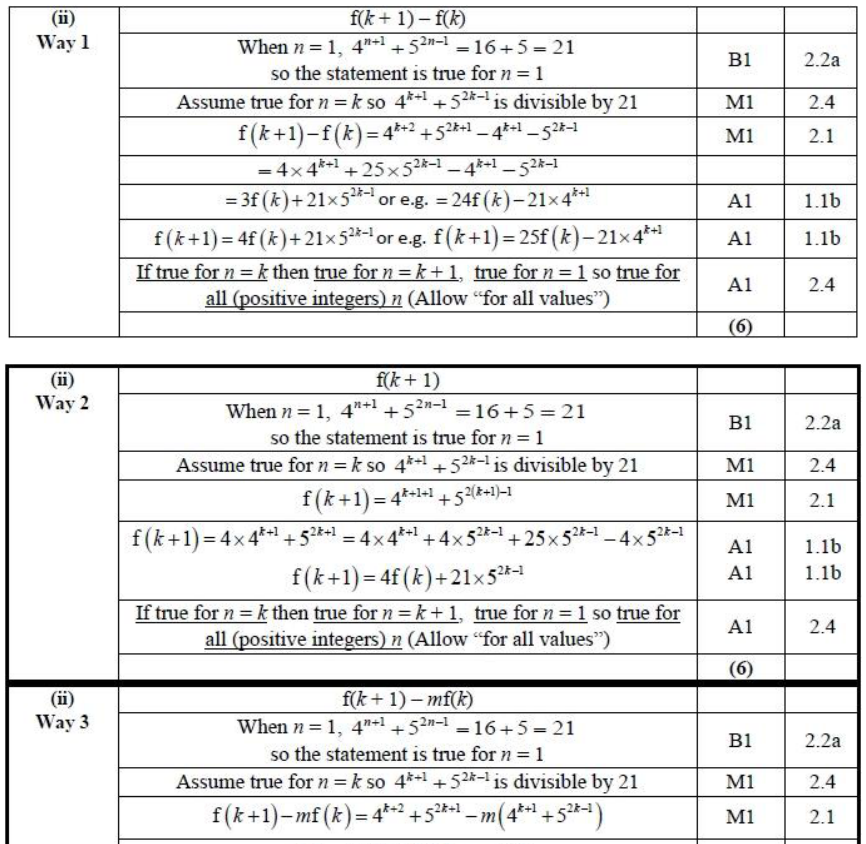 (ii) f(k + 1) – f(k)
Way 1
When n = 1, 4^{n+1} + 5^{2n−1} = 16 + 5 = 21 B1 2.2a
so the statement is true for n = 1
Assume true for n = k so 4^{k+1} + 5^{2k−1} is divisible by 21 M1 2.4
f(k+1) − f(k) = 4^{k+2} + 5^{2k+1} − 4^{k+1} − 5^{2k−1} M1 2.1
= 4 × 4^{k+1} + 25 × 5^{2k−1} − 4^{k+1} − 5^{2k−1}
= 3f(k) + 21 × 5^{2k−1} or e.g. = 24f(k) − 21 × 4^{k+1} A1 1.1b
f(k+1) = 4f(k) + 21 × 5^{2k−1} or e.g. f(k+1) = 25f(k) − 21 × 4^{k+1} A1 1.1b
If true for n = k then true for n = k + 1, true for n = 1 so true for A1 2.4
all (positive integers) n (Allow “for all values”)
(6)
(ii) f(k + 1)
Way 2
When n = 1, 4^{n+1} + 5^{2n−1} = 16 + 5 = 21 B1 2.2a
so the statement is true for n = 1
Assume true for n = k so 4^{k+1} + 5^{2k−1} is divisible by 21 M1 2.4
f(k+1) = 4^{k+1+1} + 5^{2(k+1)−1} M1 2.1
f(k+1) = 4 × 4^{k+1} + 5^{2k+1} = 4 × 4^{k+1} + 4 × 5^{2k−1} + 25 × 5^{2k−1} − 4 × 5^{2k−1} A1 1.1b
f(k+1) = 4f(k) + 21 × 5^{2k−1} A1 1.1b
If true for n = k then true for n = k + 1, true for n = 1 so true for A1 2.4
all (positive integers) n (Allow “for all values”)
(6)
(ii) f(k + 1) – mf(k)
Way 3
When n = 1, 4^{n+1} + 5^{2n−1} = 16 + 5 = 21 B1 2.2a
so the statement is true for n = 1
Assume true for n = k so 4^{k+1} + 5^{2k−1} is divisible by 21 M1 2.4
f(k+1) − mf(k) = 4^{k+2} + 5^{2k+1} − m(4^{k+1} + 5^{2k−1}) M1 2.1